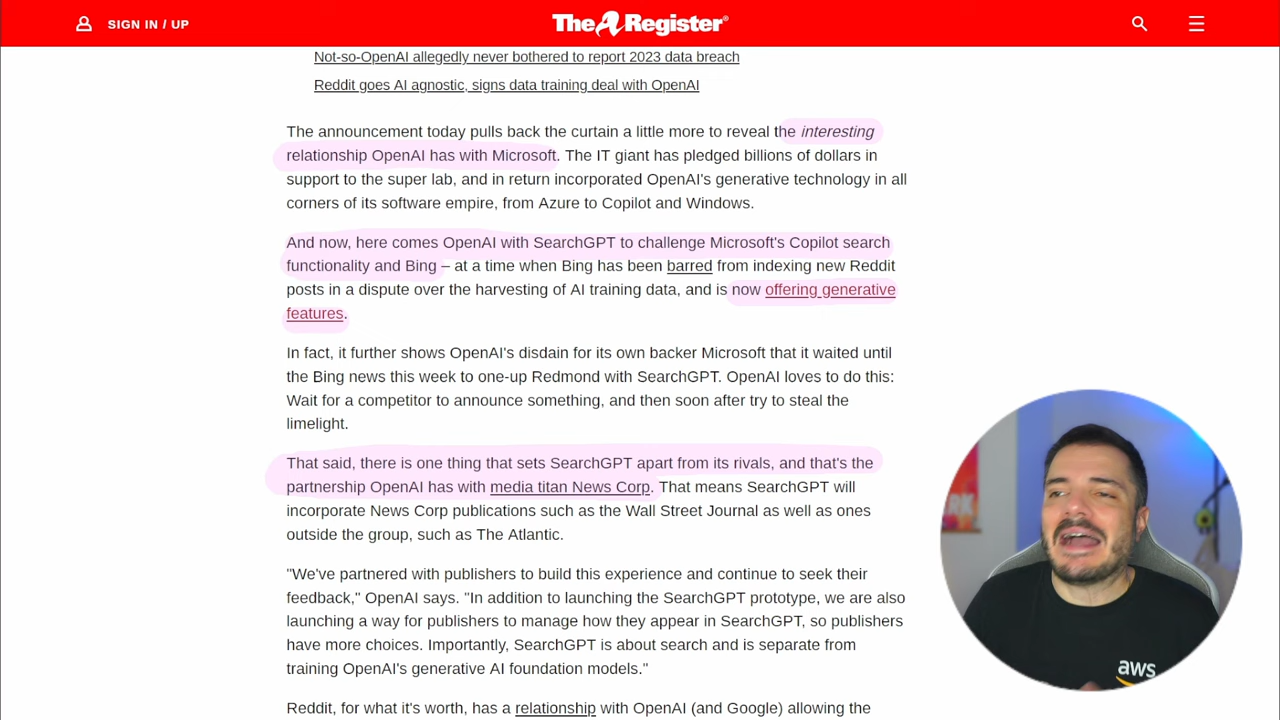 SIGN IN / UP
The Register®
Not-so-OpenAI allegedly never bothered to report 2023 data breach
Reddit goes AI agnostic, signs data training deal with OpenAI
The announcement today pulls back the curtain a little more to reveal the interesting
relationship OpenAI has with Microsoft. The IT giant has pledged billions of dollars in
support to the super lab, and in return incorporated OpenAI's generative technology in all
corners of its software empire, from Azure to Copilot and Windows.
And now, here comes OpenAI with SearchGPT to challenge Microsoft's Copilot search
functionality and Bing – at a time when Bing has been barred from indexing new Reddit
posts in a dispute over the harvesting of AI training data, and is now offering generative
features.
In fact, it further shows OpenAI's disdain for its own backer Microsoft that it waited until
the Bing news this week to one-up Redmond with SearchGPT. OpenAI loves to do this:
Wait for a competitor to announce something, and then soon after try to steal the
limelight.
That said, there is one thing that sets SearchGPT apart from its rivals, and that's the
partnership OpenAI has with media titan News Corp. That means SearchGPT will
incorporate News Corp publications such as the Wall Street Journal as well as ones
outside the group, such as The Atlantic.
"We've partnered with publishers to build this experience and continue to seek their
feedback," OpenAI says. "In addition to launching the SearchGPT prototype, we are also
launching a way for publishers to manage how they appear in SearchGPT, so publishers
have more choices. Importantly, SearchGPT is about search and is separate from
training OpenAI's generative AI foundation models."
Reddit, for what it's worth, has a relationship with OpenAI (and Google) allowing the
aws